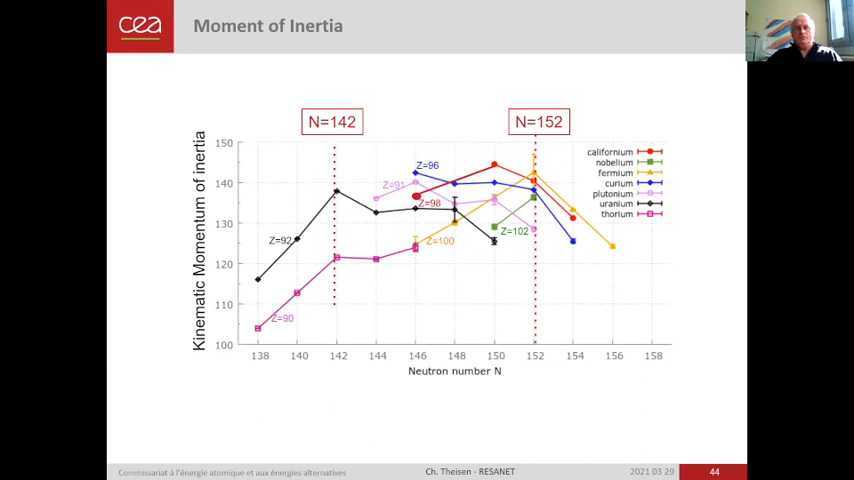 cea
Moment of Inertia
N=142
N=152
150
140
130
120
110
100
138
140
142
144
146
148
150
152
154
156
158
Kinematic Momentum of inertia
Neutron number N
Z=96
Z=91
Z=98
Z=92
Z=100
Z=102
Z=90
californium
nobelium
fermium
curium
plutonium
uranium
thorium
Commissariat à l'énergie atomique et aux énergies alternatives
Ch. Theisen - RESANET
2021 03 29
44